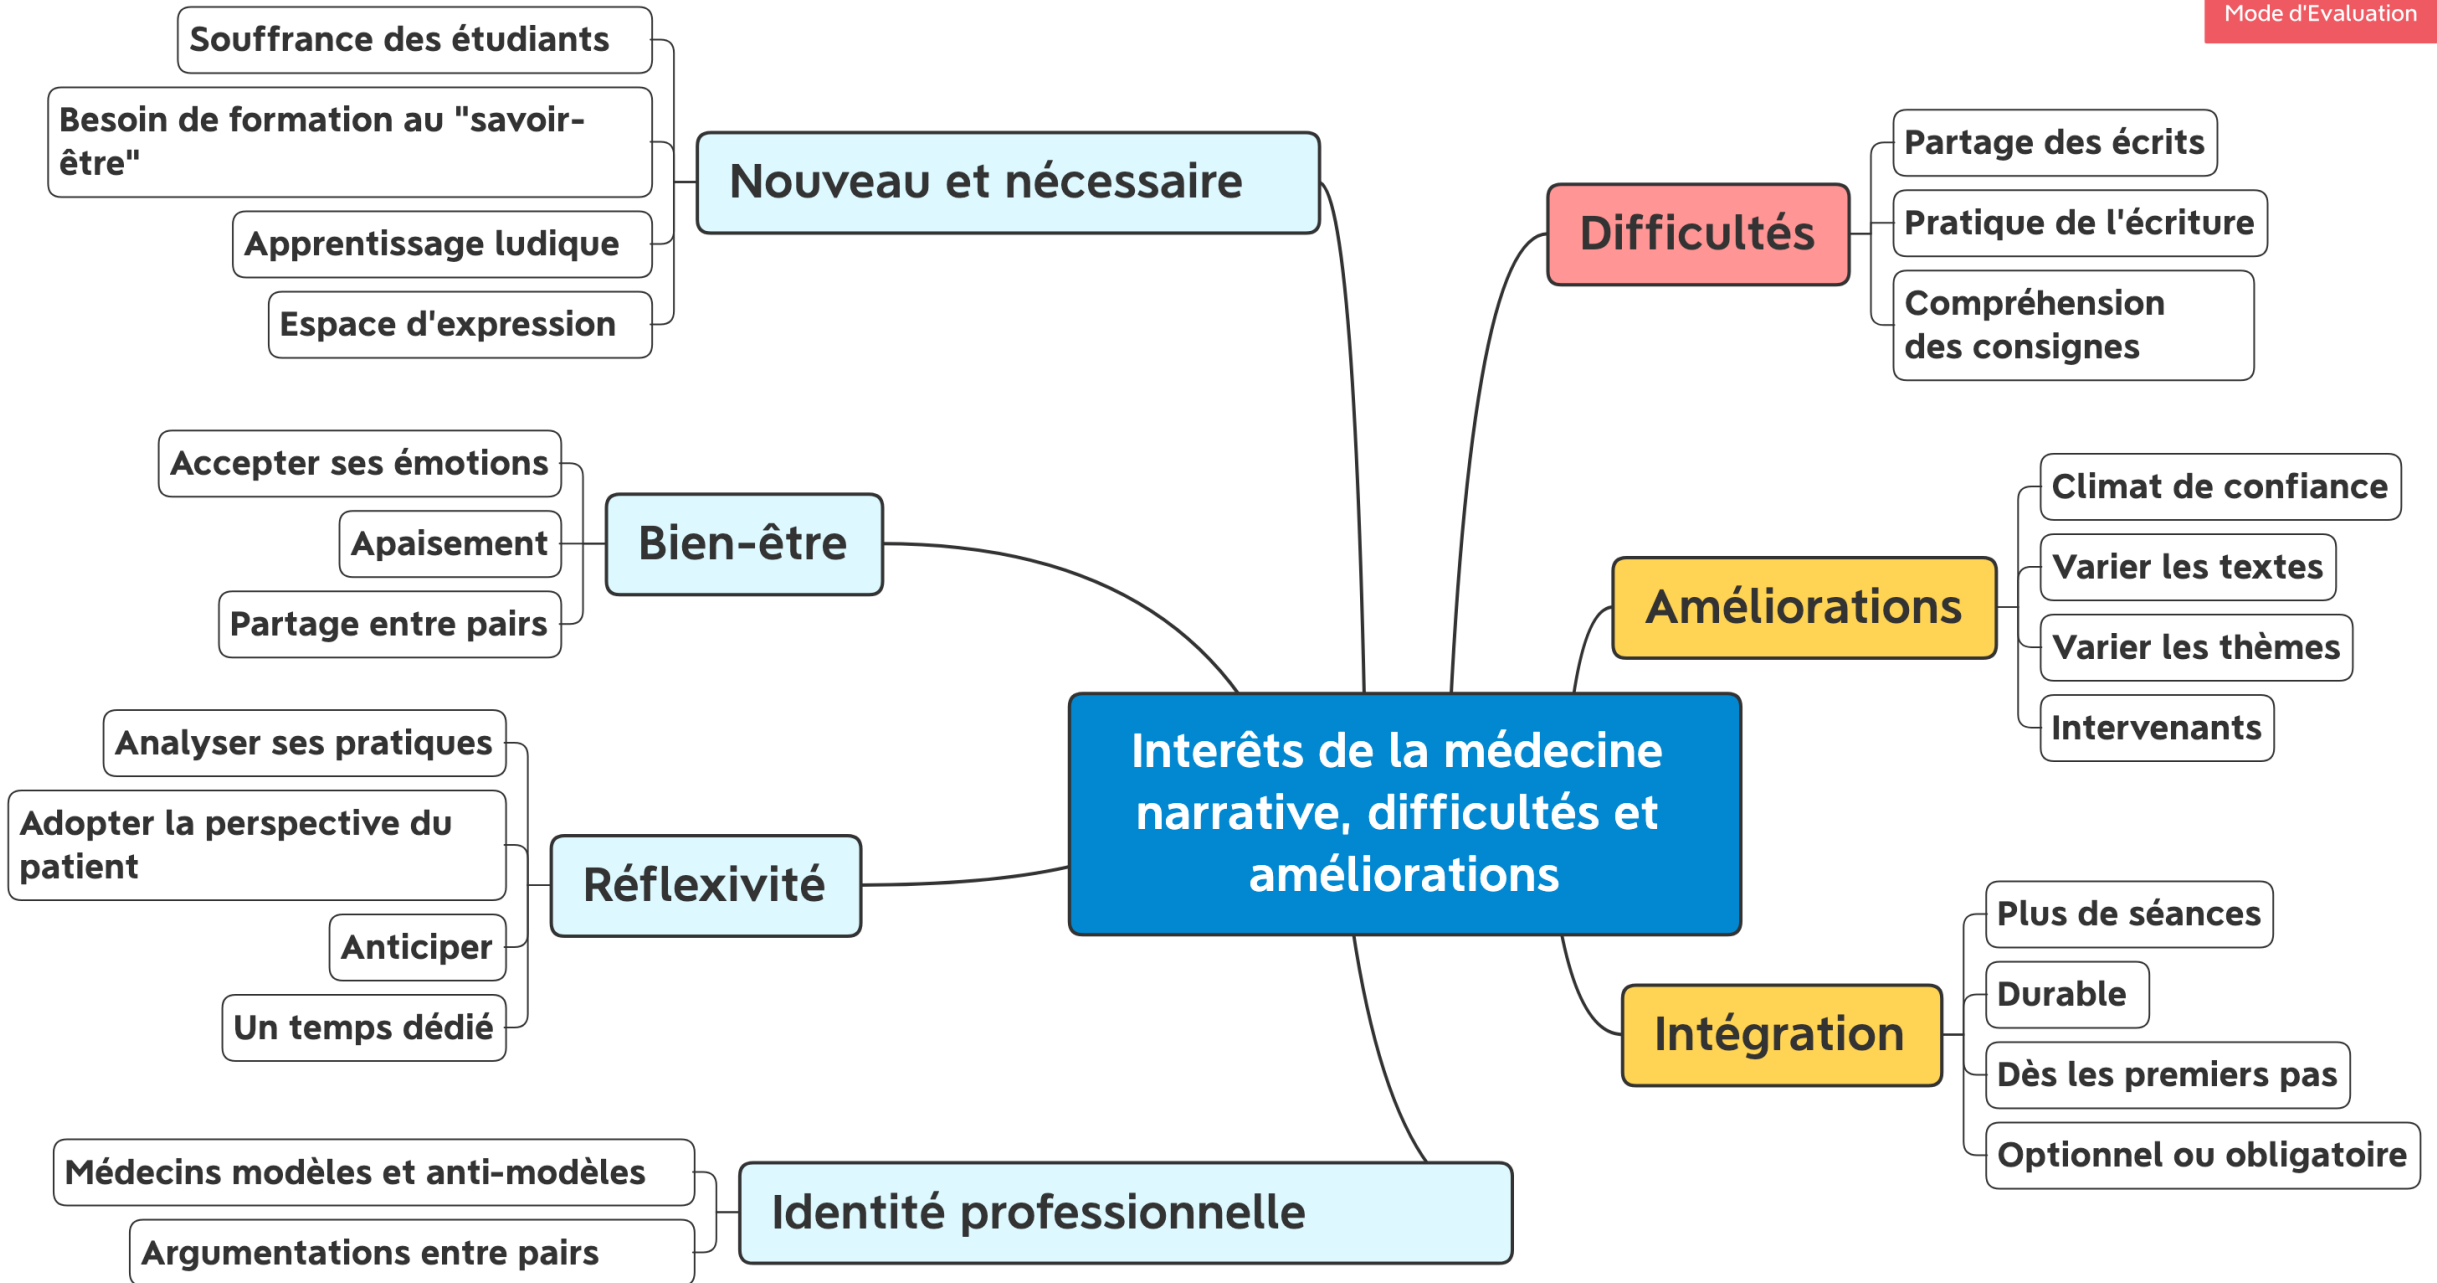 Mode d'Evaluation
Souffrance des étudiants
Besoin de formation au "savoir-
être"
Apprentissage ludique
Espace d'expression
Nouveau et nécessaire
Accepter ses émotions
Apaisement
Partage entre pairs
Bien-être
Analyser ses pratiques
Adopter la perspective du
patient
Anticiper
Un temps dédié
Réflexivité
Médecins modèles et anti-modèles
Argumentations entre pairs
Identité professionnelle
Interêts de la médecine
narrative, difficultés et
améliorations
Difficultés
Partage des écrits
Pratique de l'écriture
Compréhension
des consignes
Améliorations
Climat de confiance
Varier les textes
Varier les thèmes
Intervenants
Intégration
Plus de séances
Durable
Dès les premiers pas
Optionnel ou obligatoire